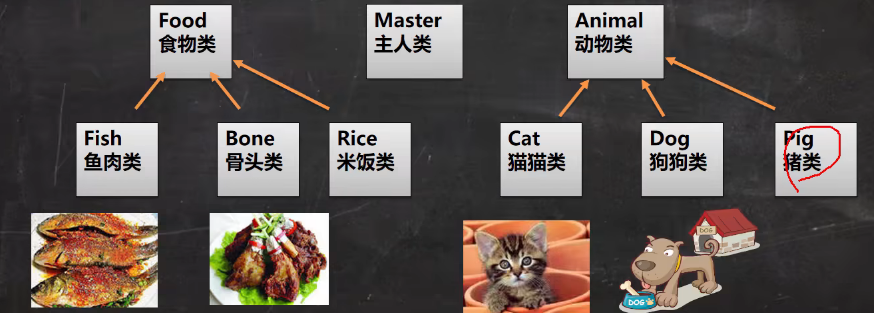 Food
食物类
Master
主人类
Animal
动物类
Fish
鱼肉类
Bone
骨头类
Rice
米饭类
Cat
猫猫类
Dog
狗狗类
Pig
猪类
DOG
DOG